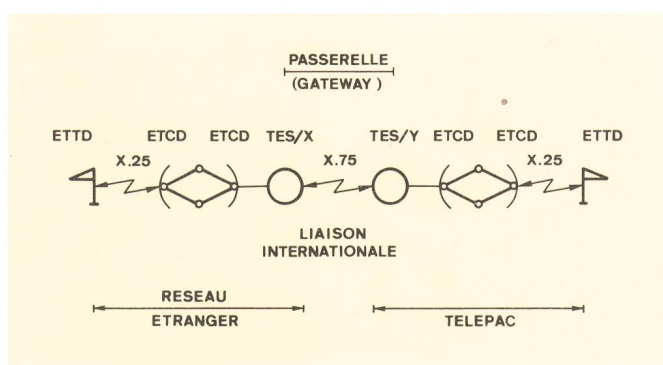 PASSERELLE
(GATEWAY)
ETTD ETCD ETCD TES/X TES/Y ETCD ETCD ETTD
X.25 X.75 X.25
LIAISON
INTERNATIONALE
RESEAU
ETRANGER TELEPAC